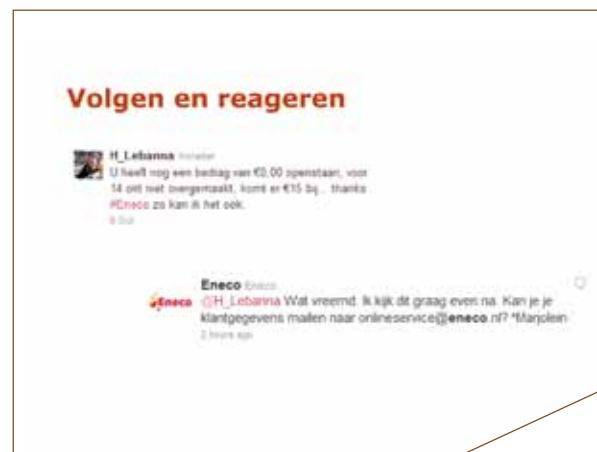 Volgen en reageren
H_Lebanna
U heeft nog een bedrag van €0,00 openstaan, voor
14 okt niet overgemaakt, komt er €15 bij... thanks
#Eneco zo kan ik het ook.
Eneco Eneco
Eneco
@H_Lebanna Wat vreemd. Ik kijk dit graag even na. Kan je je
klantgegevens mailen naar onlineservice@eneco.nl? ^Marjolein
2 hours ago